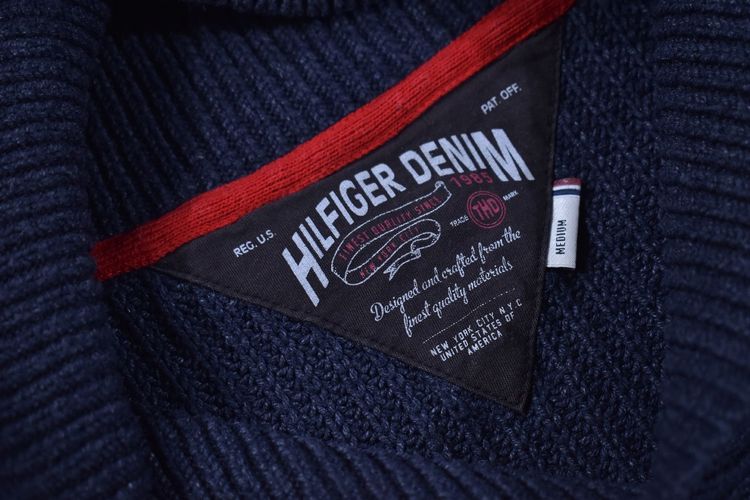 REG. U.S.
PAT. OFF.
HILFIGER DENIM
FINEST QUALITY SINCE 1985
NEW YORK CITY
TRADE THD MARK
Designed and crafted from the
finest quality materials
NEW YORK CITY N.Y.C
UNITED STATES OF
AMERICA
MEDIUM